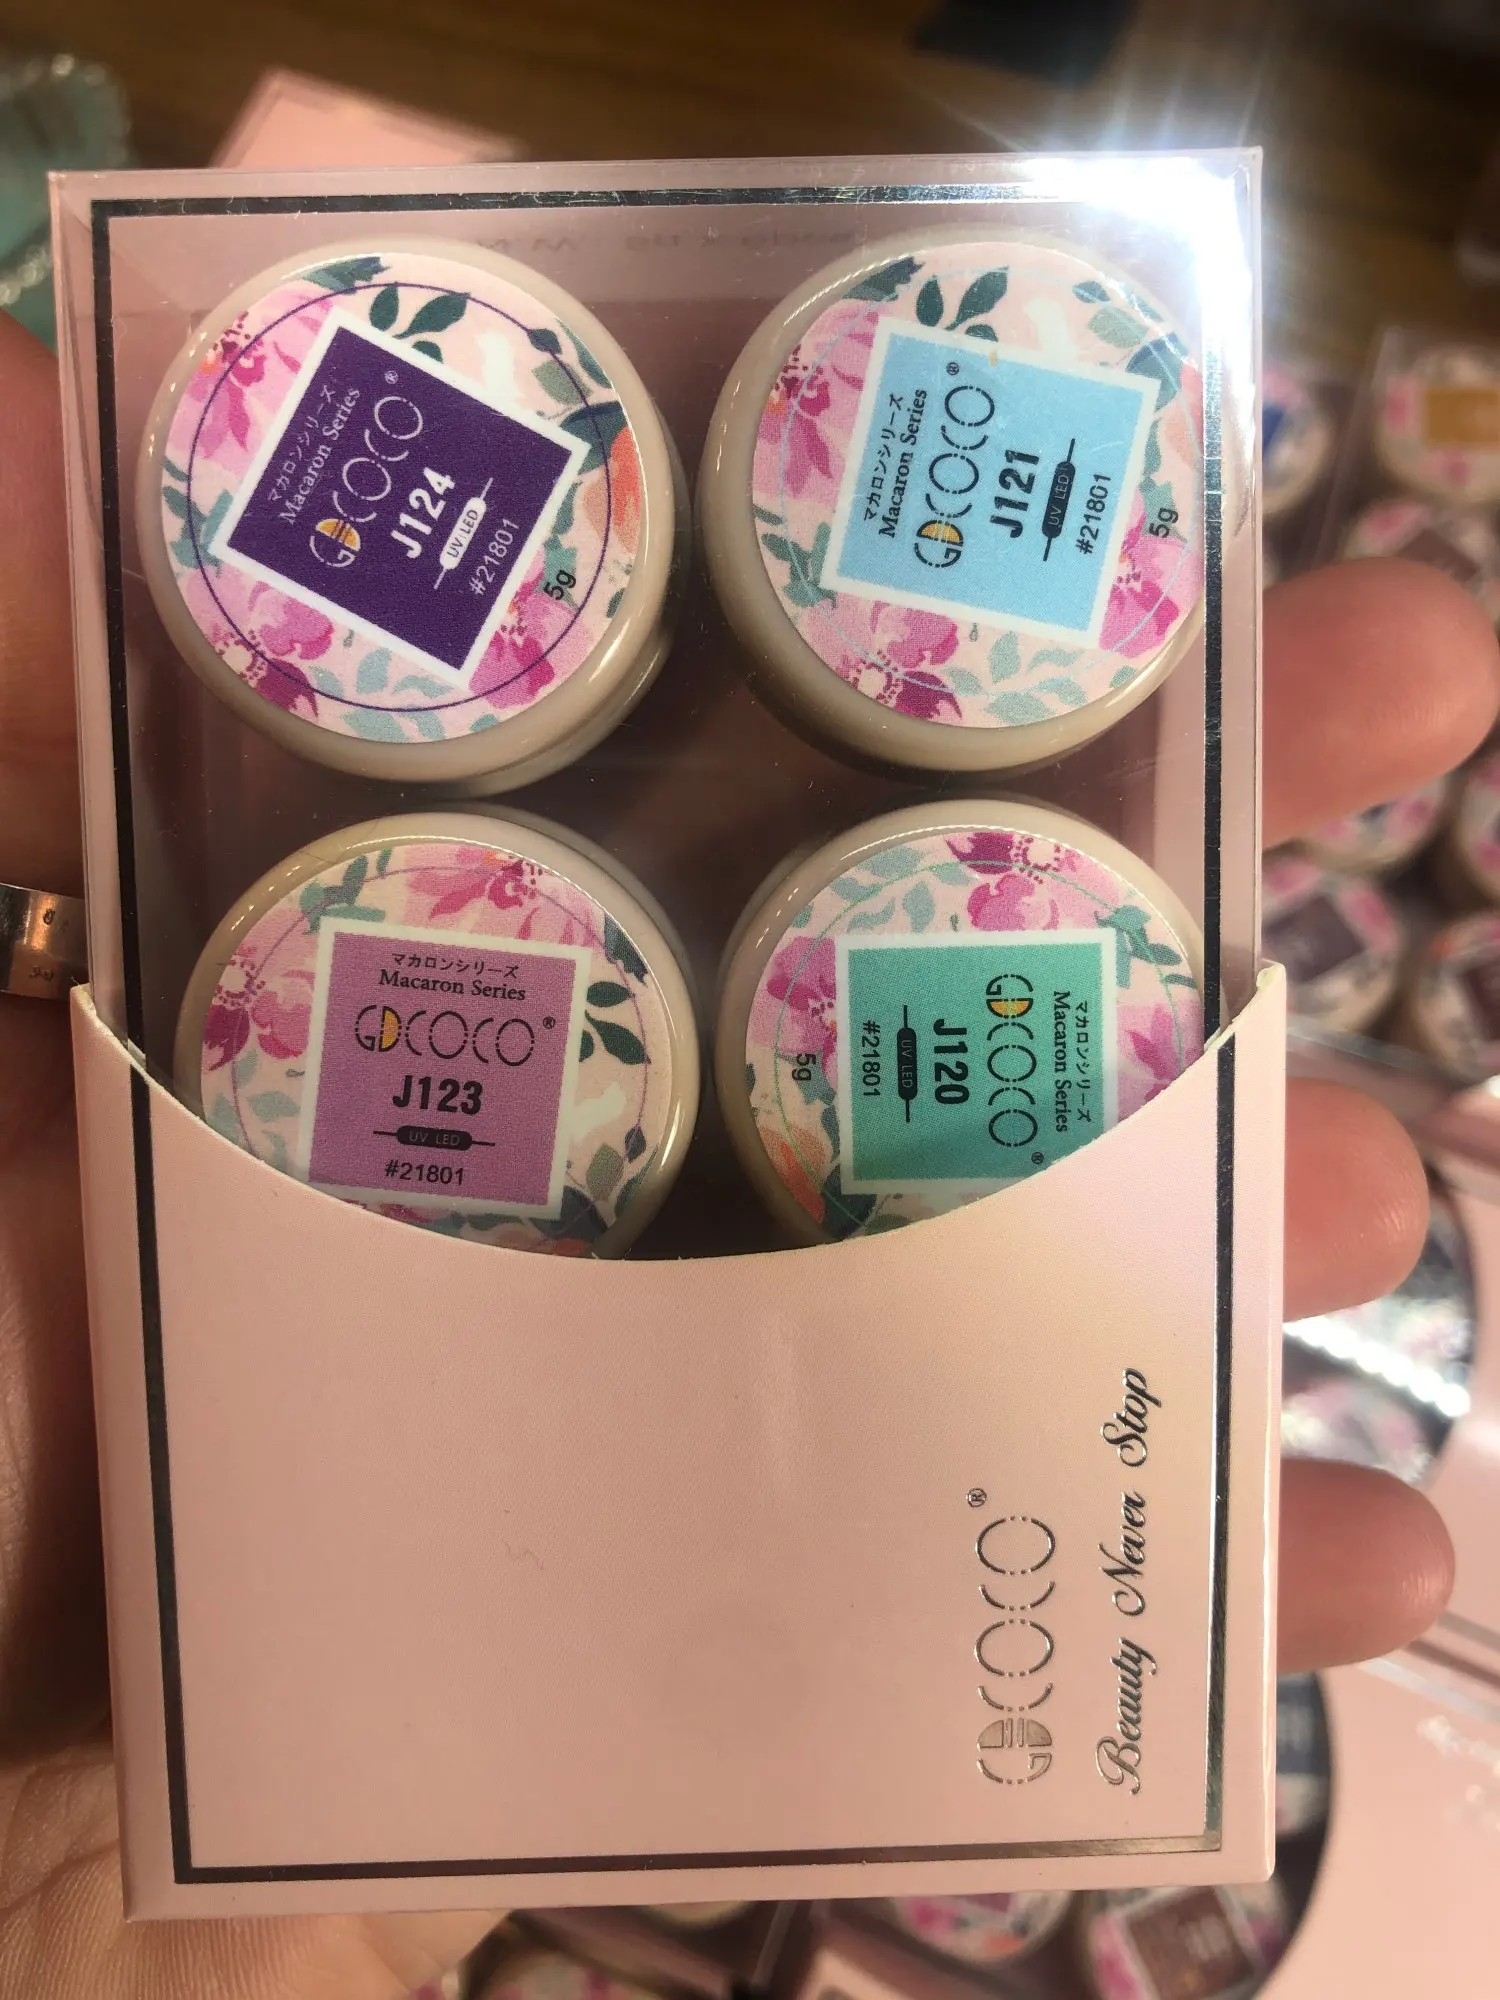 マカロンシリーズ
Macaron Series
GDCOCO®
J124
UV/LED
#21801
5g
マカロンシリーズ
Macaron Series
GDCOCO®
J121
UV LED
#21801
5g
マカロンシリーズ
Macaron Series
GDCOCO®
J123
UV LED
#21801
マカロンシリーズ
Macaron Series
GDCOCO®
J120
UV LED
#21801
5g
GDCOCO®
Beauty Never Stop